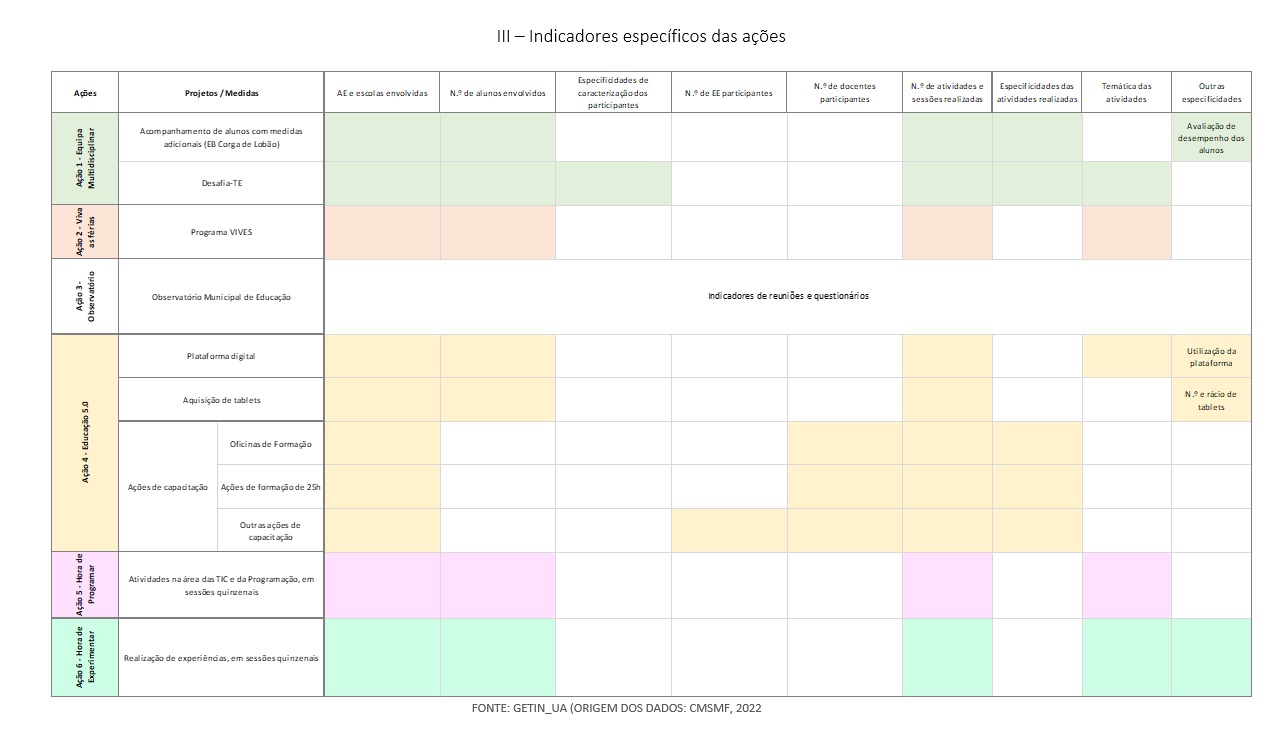 III – Indicadores específicos das ações
Ações
Projetos / Medidas
AE e escolas envolvidas
N.º de alunos envolvidos
Especificidades de
caracterização dos
participantes
N.º de EE participantes
N.º de docentes
participantes
N.º de atividades e
sessões realizadas
Especificidades das
atividades realizadas
Temática das
atividades
Outras
especificidades
Ação 1 - Equipa
Multidisciplinar
Acompanhamento de alunos com medidas
adicionais (EB Corga de Lobão)
Avaliação de
desempenho dos
alunos
Desafia-TE
Ação 2 - Viva
as férias
Programa VIVES
Ação 3 -
Observatório
Observatório Municipal de Educação
Indicadores de reuniões e questionários
Ação 4 - Educação 5.0
Plataforma digital
Utilização da
plataforma
Aquisição de tablets
N.º e rácio de
tablets
Ações de capacitação
Oficinas de Formação
Ações de formação de 25h
Outras ações de
capacitação
Ação 5 - Hora de
Programar
Atividades na área das TIC e da Programação, em
sessões quinzenais
Ação 6 - Hora de
Experimentar
Realização de experiências, em sessões quinzenais
FONTE: GETIN_UA (ORIGEM DOS DADOS: CMSMF, 2022